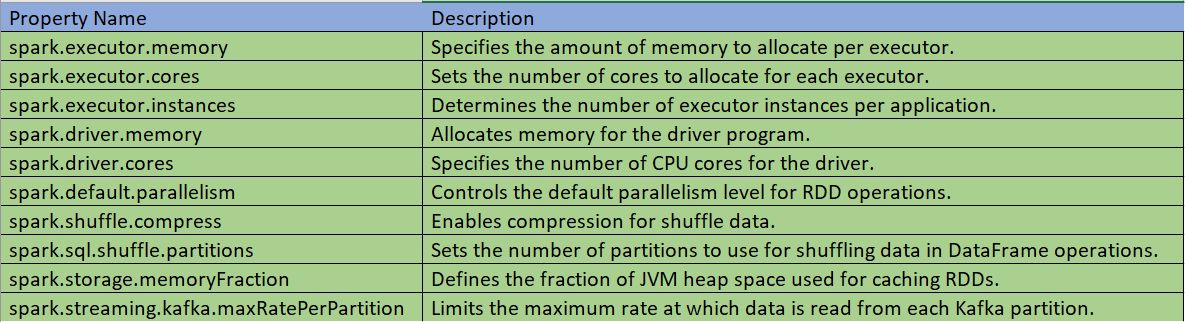 Property Name Description
spark.executor.memory Specifies the amount of memory to allocate per executor.
spark.executor.cores Sets the number of cores to allocate for each executor.
spark.executor.instances Determines the number of executor instances per application.
spark.driver.memory Allocates memory for the driver program.
spark.driver.cores Specifies the number of CPU cores for the driver.
spark.default.parallelism Controls the default parallelism level for RDD operations.
spark.shuffle.compress Enables compression for shuffle data.
spark.sql.shuffle.partitions Sets the number of partitions to use for shuffling data in DataFrame operations.
spark.storage.memoryFraction Defines the fraction of JVM heap space used for caching RDDs.
spark.streaming.kafka.maxRatePerPartition Limits the maximum rate at which data is read from each Kafka partition.